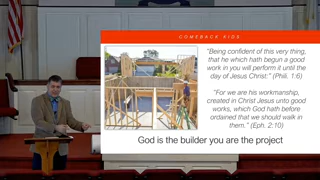 COMEBACK KIDS
“Being confident of this very thing,
that he which hath begun a good
work in you will perform it until the
day of Jesus Christ:” (Phil. 1:6)
“For we are his workmanship,
created in Christ Jesus unto good
works, which God hath before
ordained that we should walk in
them.” (Eph. 2:10)
God is the builder you are the project